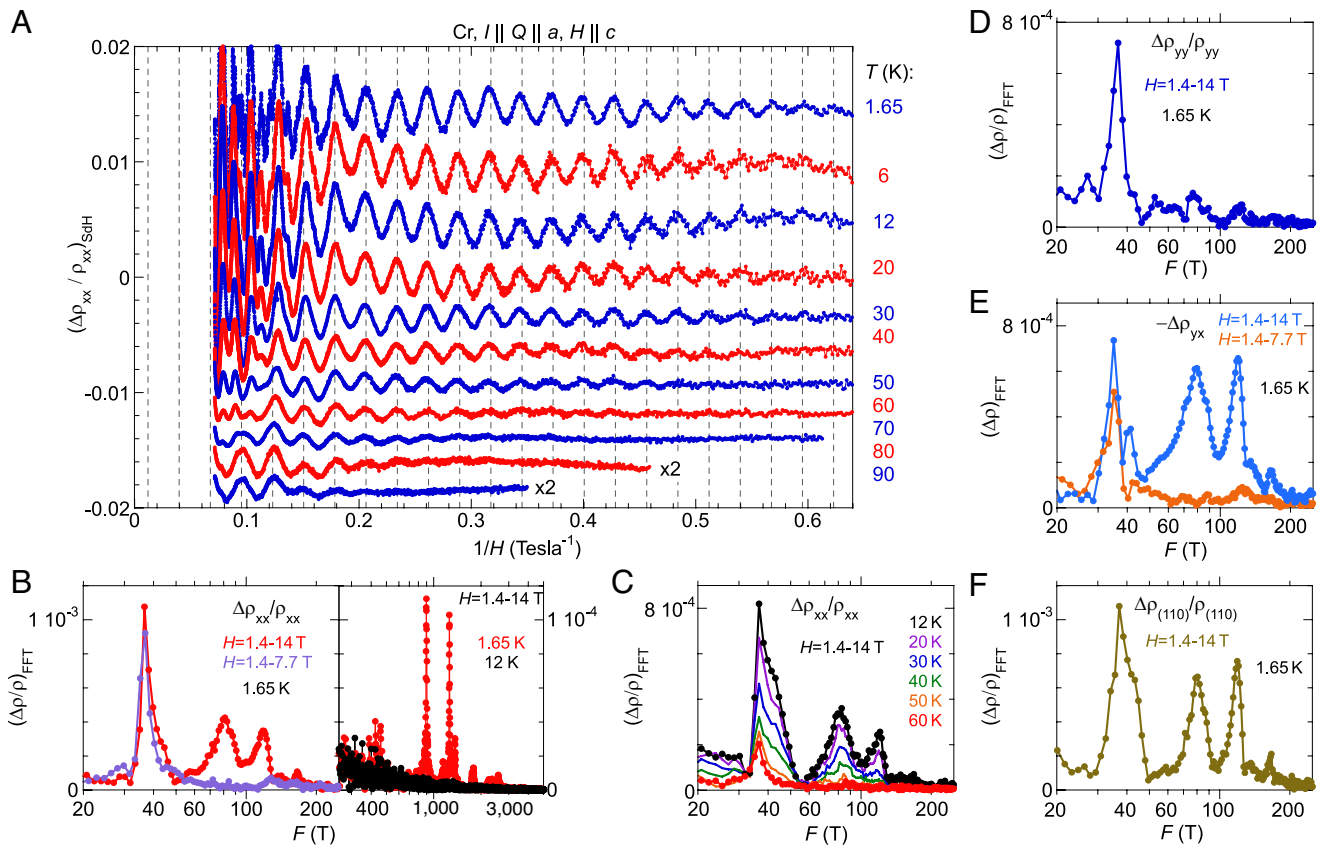 A
Cr, I || Q || a, H || c
0.02
0.01
0
-0.01
-0.02
(Δρxx / ρxx)SdH
0
0.1
0.2
0.3
0.4
0.5
0.6
1/H (Tesla⁻¹)
T (K):
1.65
6
12
20
30
40
50
60
70
80
90
x2
x2
B
(Δρ/ρ)FFT
1 10⁻³
0
Δρxx/ρxx
H=1.4-14 T
H=1.4-7.7 T
1.65 K
20
40
60
100
200
F (T)
H=1.4-14 T
1 10⁻⁴
1.65 K
12 K
0
400
1,000
3,000
F (T)
C
(Δρ/ρ)FFT
8 10⁻⁴
0
Δρxx/ρxx
H=1.4-14 T
12 K
20 K
30 K
40 K
50 K
60 K
20
40
60
100
200
F (T)
D
(Δρ/ρ)FFT
8 10⁻⁴
0
Δρyy/ρyy
H=1.4-14 T
1.65 K
20
40
60
100
200
F (T)
E
(Δρ)FFT
8 10⁻⁴
0
−Δρyx
H=1.4-14 T
H=1.4-7.7 T
1.65 K
20
40
60
100
200
F (T)
F
(Δρ/ρ)FFT
1 10⁻³
0
Δρ(110)/ρ(110)
H=1.4-14 T
1.65 K
20
40
60
100
200
F (T)